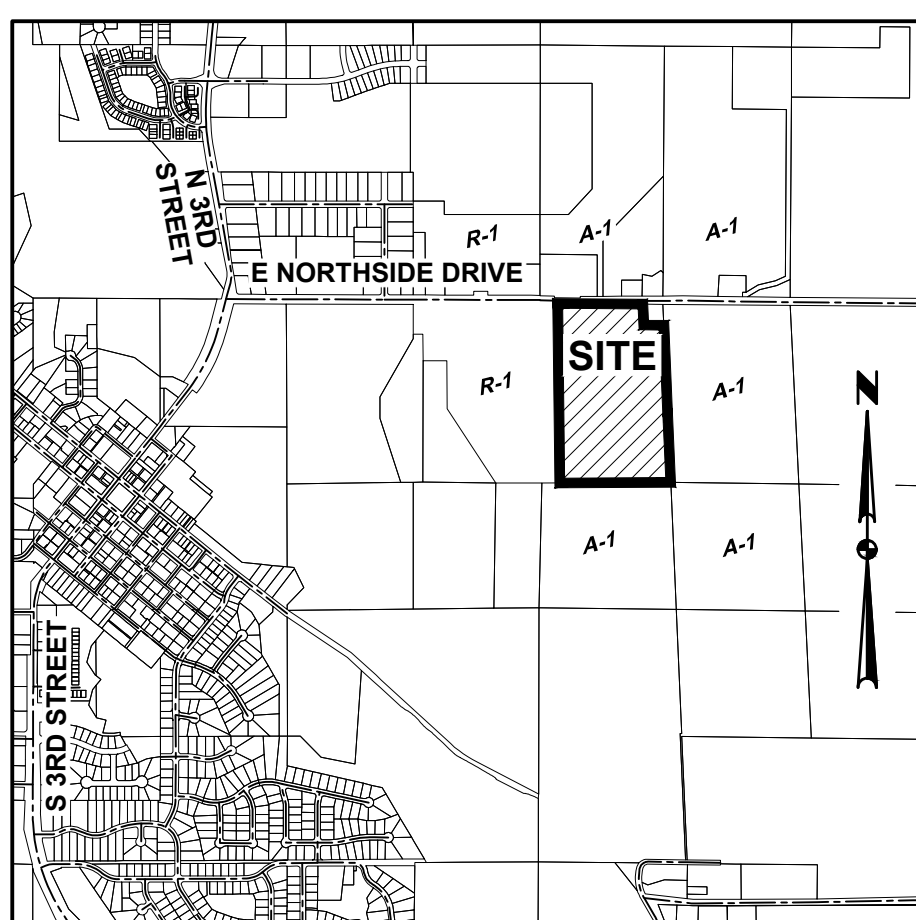 N 3RD
STREET
R-1
A-1
A-1
E NORTHSIDE DRIVE
SITE
R-1
A-1
N
A-1
A-1
S 3RD STREET